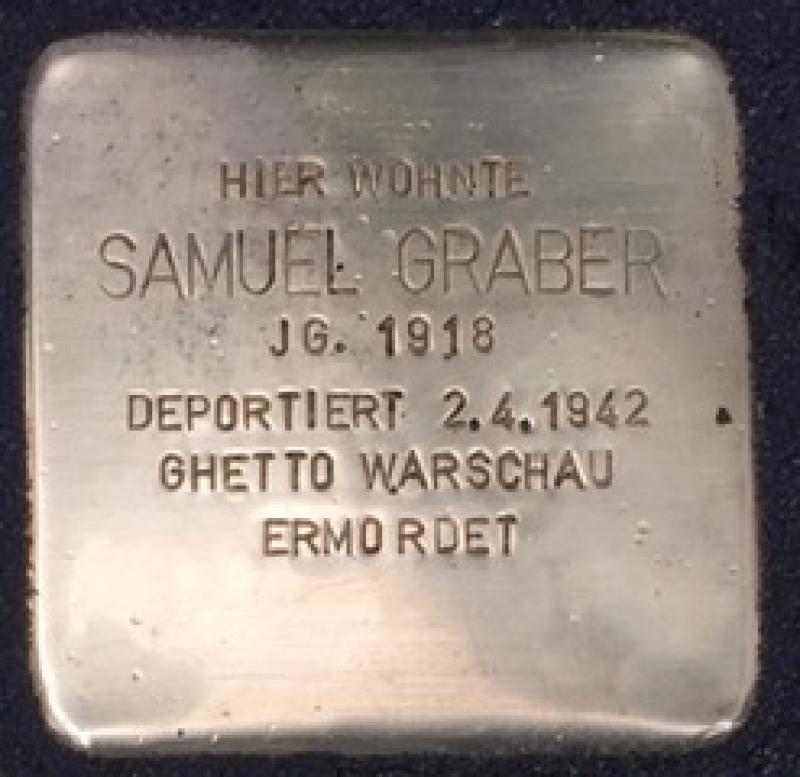 HIER WOHNTE
SAMUEL GRABER
JG. 1918
DEPORTIERT 2.4.1942
GHETTO WARSCHAU
ERMORDET